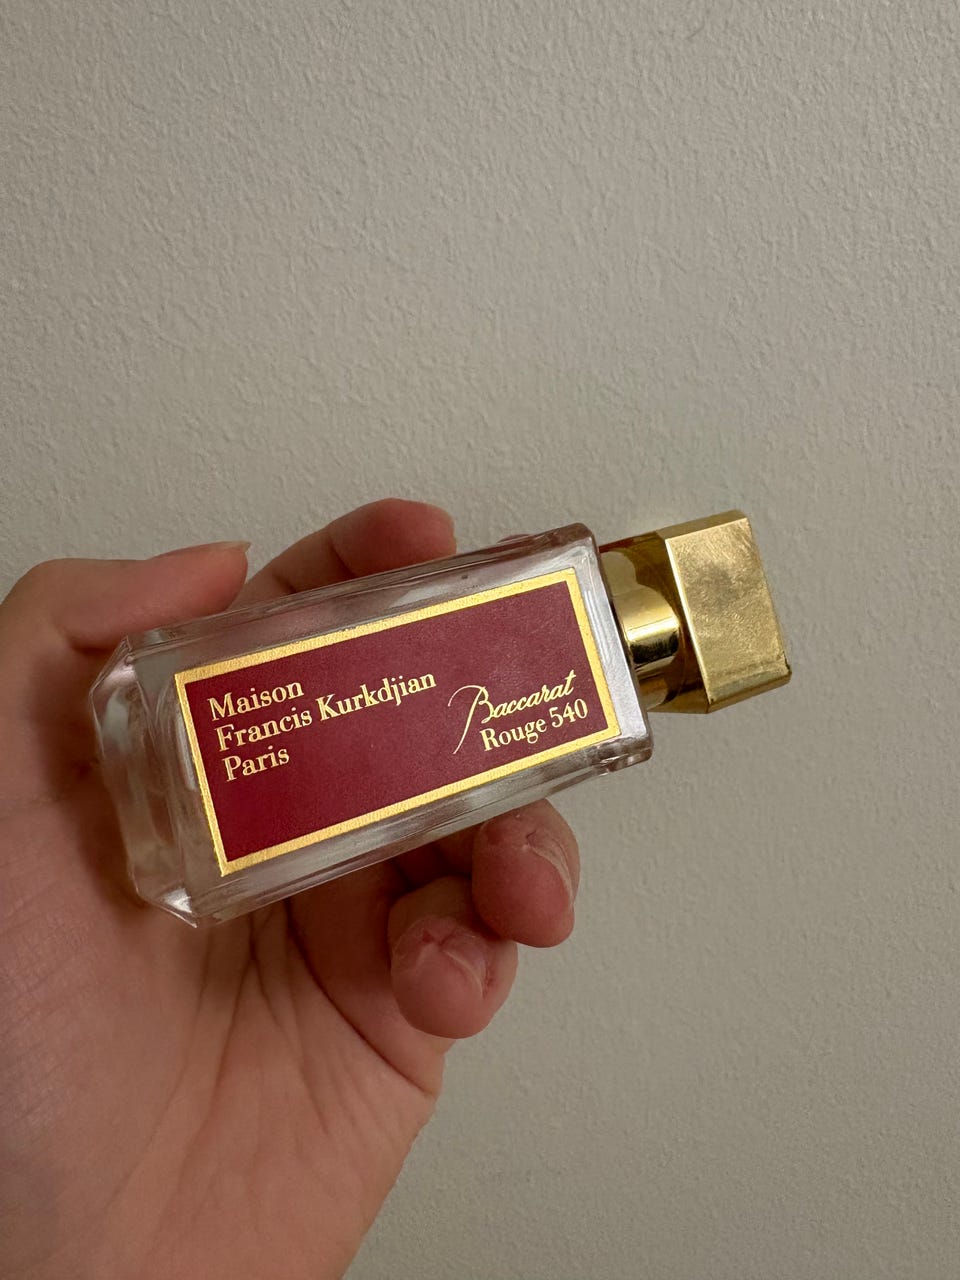 Maison
Francis Kurkdjian
Paris
Baccarat
Rouge 540